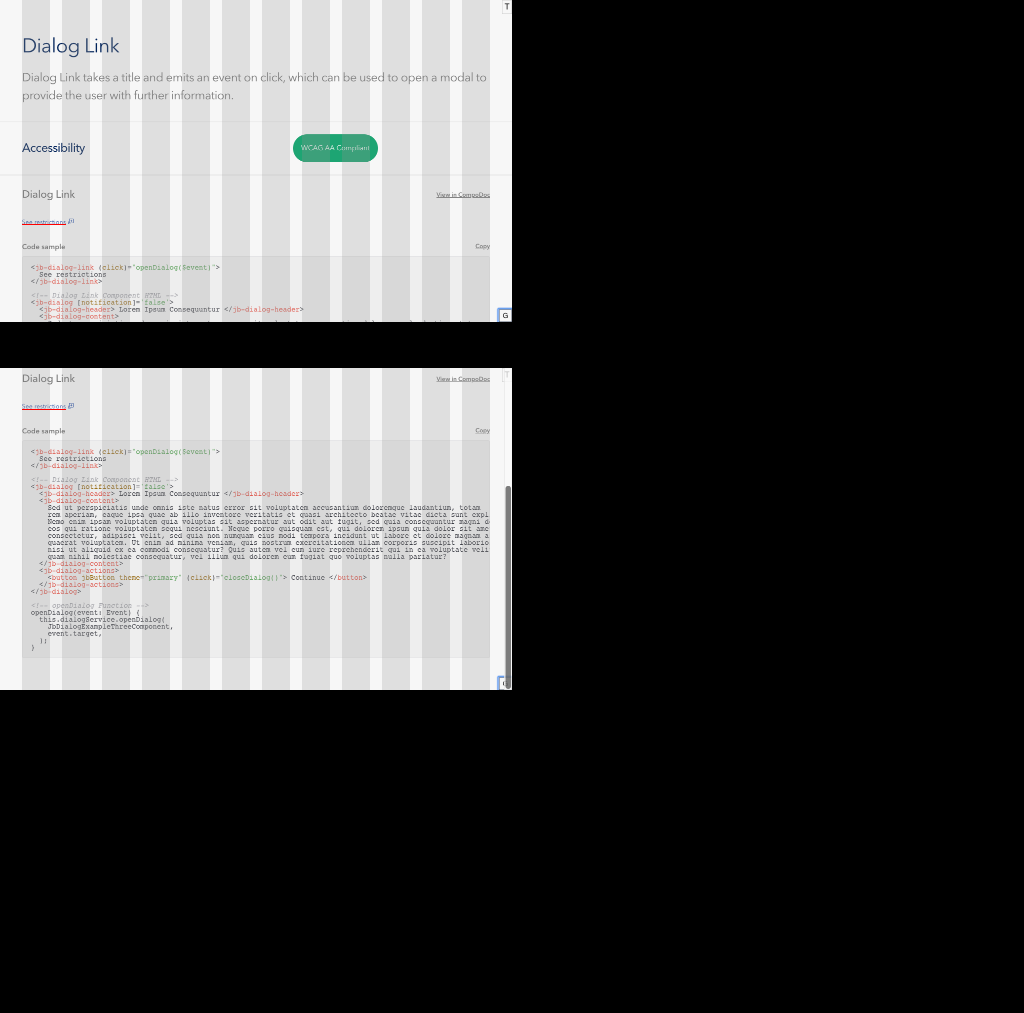 T
Dialog Link
Dialog Link takes a title and emits an event on click, which can be used to open a modal to
provide the user with further information.
Accessibility
WCAG AA Compliant
Dialog Link
View in CompoDoc
See restrictions
Code sample
Copy
<jb-dialog-link (click)="openDialog($event)">
See restrictions
</jb-dialog-link>
<!-- Dialog Link Component HTML -->
<jb-dialog [notification]='false'>
<jb-dialog-header> Lorem Ipsum Consequntur </jb-dialog-header>
<jb-dialog-content>
G
T
Dialog Link
View in CompoDoc
See restrictions
Code sample
Copy
<jb-dialog-link (click)="openDialog($event)">
See restrictions
</jb-dialog-link>
<!-- Dialog Link Component HTML -->
<jb-dialog [notification]='false'>
<jb-dialog-header> Lorem Ipsum Consequntur </jb-dialog-header>
<jb-dialog-content>
Sed ut perspiciatis unde omnis iste natus error sit voluptatem accusantium doloremque laudantium, totam
rem aperiam, eaque ipsa quae ab illo inventore veritatis et quasi architecto beatae vitae dicta sunt expl
Nemo enim ipsam voluptatem quia voluptas sit aspernatur aut odit aut fugit, sed quia consequuntur magni d
eos qui ratione voluptatem sequi nesciunt. Neque porro quisquam est, qui dolorem ipsum quia dolor sit ame
consectetur, adipisci velit, sed quia non numquam eius modi tempora incidunt ut labore et dolore magnam a
quaerat voluptatem. Ut enim ad minima veniam, quis nostrum exercitationem ullam corporis suscipit laborio
nisi ut aliquid ex ea commodi consequatur? Quis autem vel eum iure reprehenderit qui in ea voluptate veli
quam nihil molestiae consequatur, vel illum qui dolorem eum fugiat quo voluptas nulla pariatur?
</jb-dialog-content>
<jb-dialog-actions>
<button jbButton theme="primary" (click)="closeDialog()"> Continue </button>
</jb-dialog-actions>
</jb-dialog>
<!-- openDialog Function -->
openDialog(event: Event) {
this.dialogService.openDialog(
JbDialogExampleThreeComponent,
event.target,
);
}